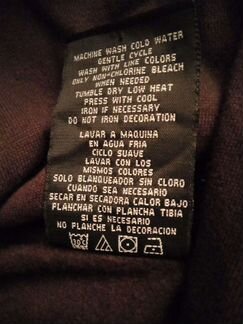 MACHINE WASH COLD WATER
GENTLE CYCLE
WASH WITH LIKE COLORS
ONLY NON-CHLORINE BLEACH
WHEN NEEDED
TUMBLE DRY LOW HEAT
PRESS WITH COOL
IRON IF NECESSARY
DO NOT IRON DECORATION
LAVAR A MAQUINA
EN AGUA FRIA
CICLO SUAVE
LAVAR CON LOS
MISMOS COLORES
SOLO BLANQUEADOR SIN CLORO
CUANDO SEA NECESARIO
SECAR EN SECADORA CALOR BAJO
PLANCHAR CON PLANCHA TIBIA
SI ES NECESARIO
NO PLANCHE LA DECORACION